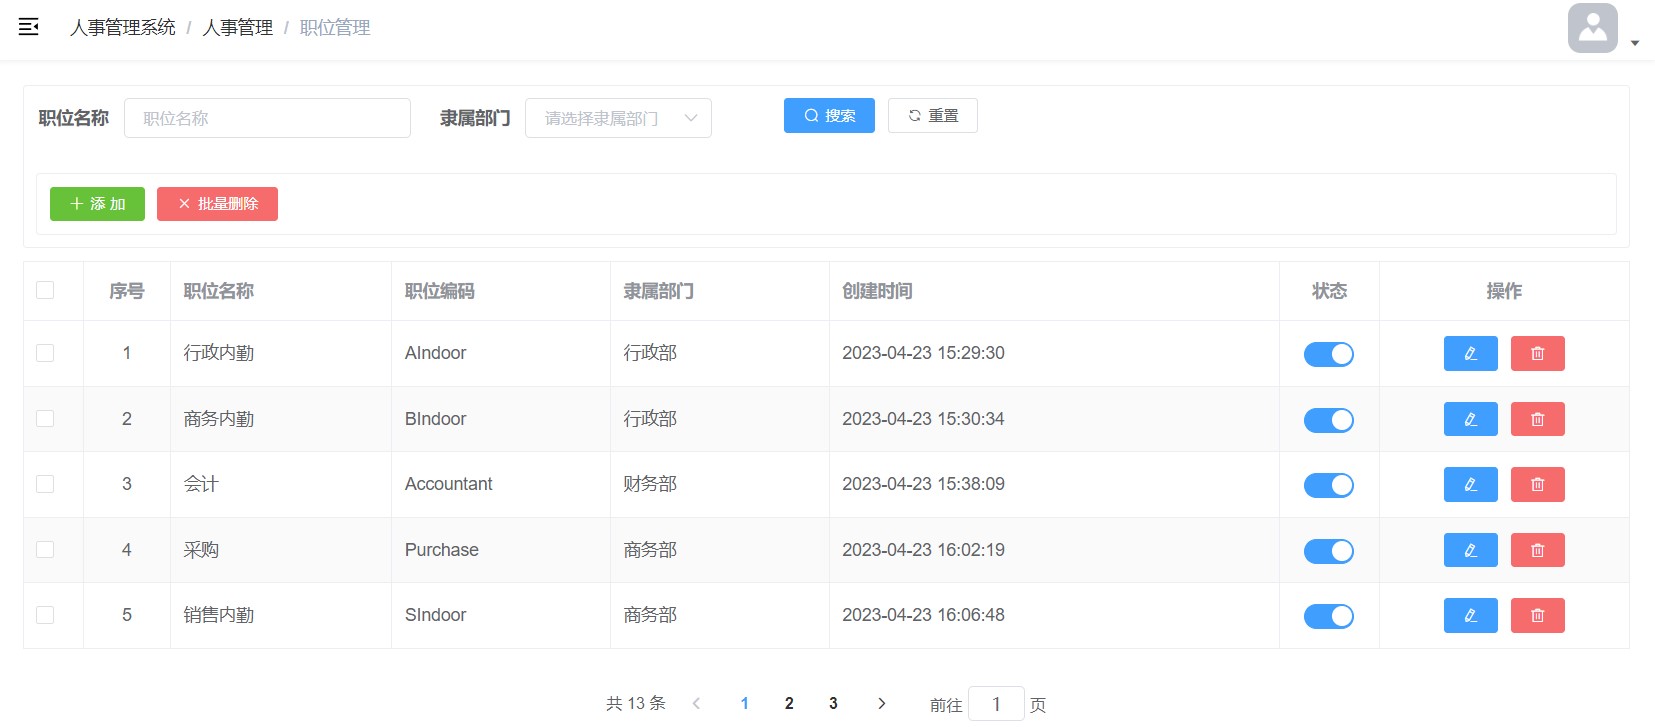 人事管理系统 / 人事管理 / 职位管理
职位名称 职位名称 隶属部门 请选择隶属部门 搜索 重置
添 加 批量删除
序号 职位名称 职位编码 隶属部门 创建时间 状态 操作
1 行政内勤 AIndoor 行政部 2023-04-23 15:29:30
2 商务内勤 BIndoor 行政部 2023-04-23 15:30:34
3 会计 Accountant 财务部 2023-04-23 15:38:09
4 采购 Purchase 商务部 2023-04-23 16:02:19
5 销售内勤 SIndoor 商务部 2023-04-23 16:06:48
共 13 条 1 2 3 前往 1 页